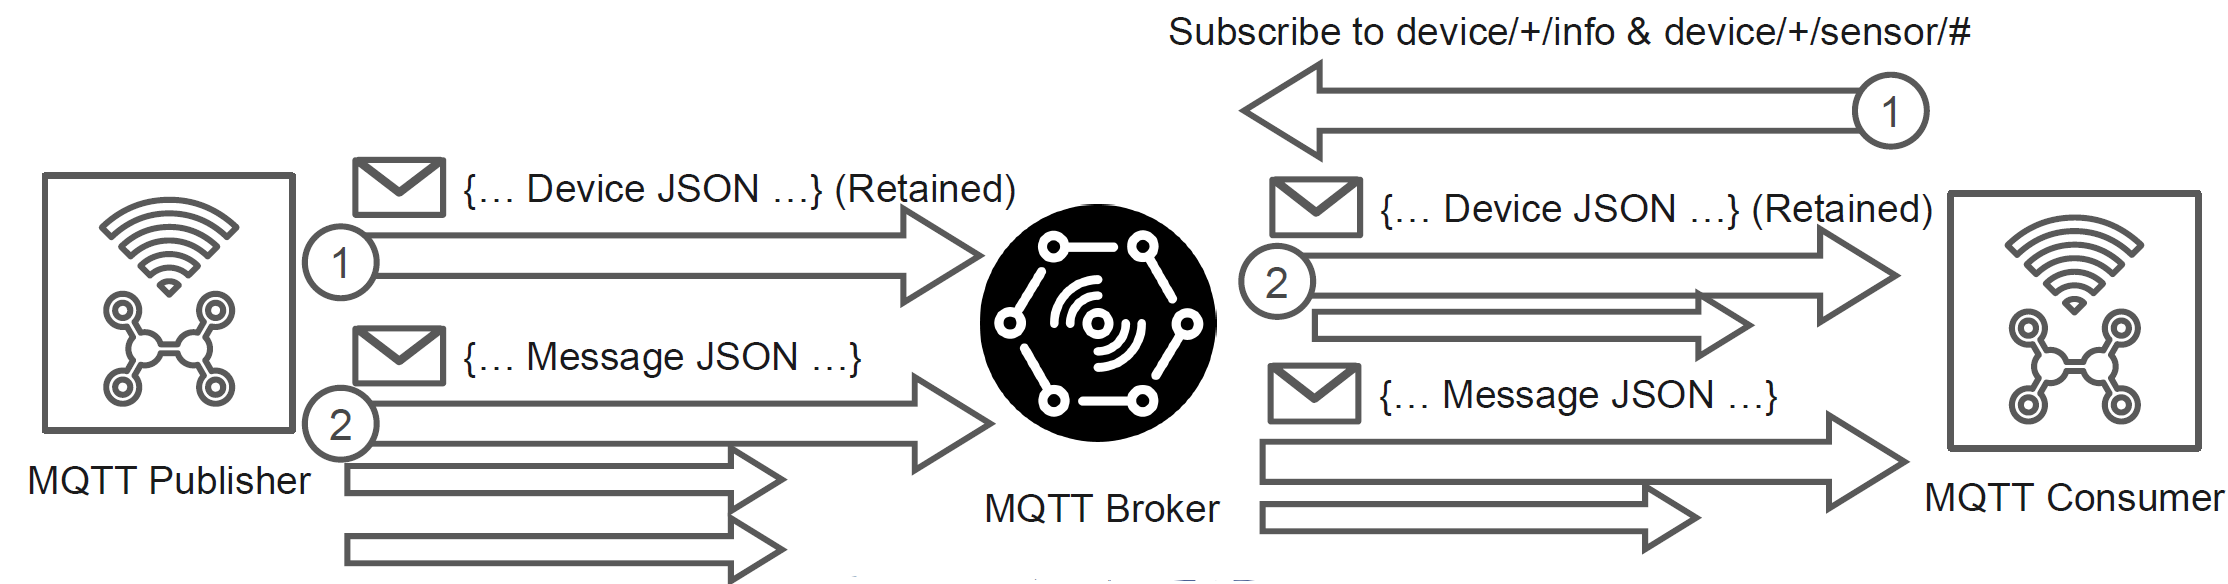 Subscribe to device/+/info & device/+/sensor/#
1
{... Device JSON ...} (Retained)
1
{... Message JSON ...}
2
MQTT Publisher
MQTT Broker
{... Device JSON ...} (Retained)
2
{... Message JSON ...}
MQTT Consumer